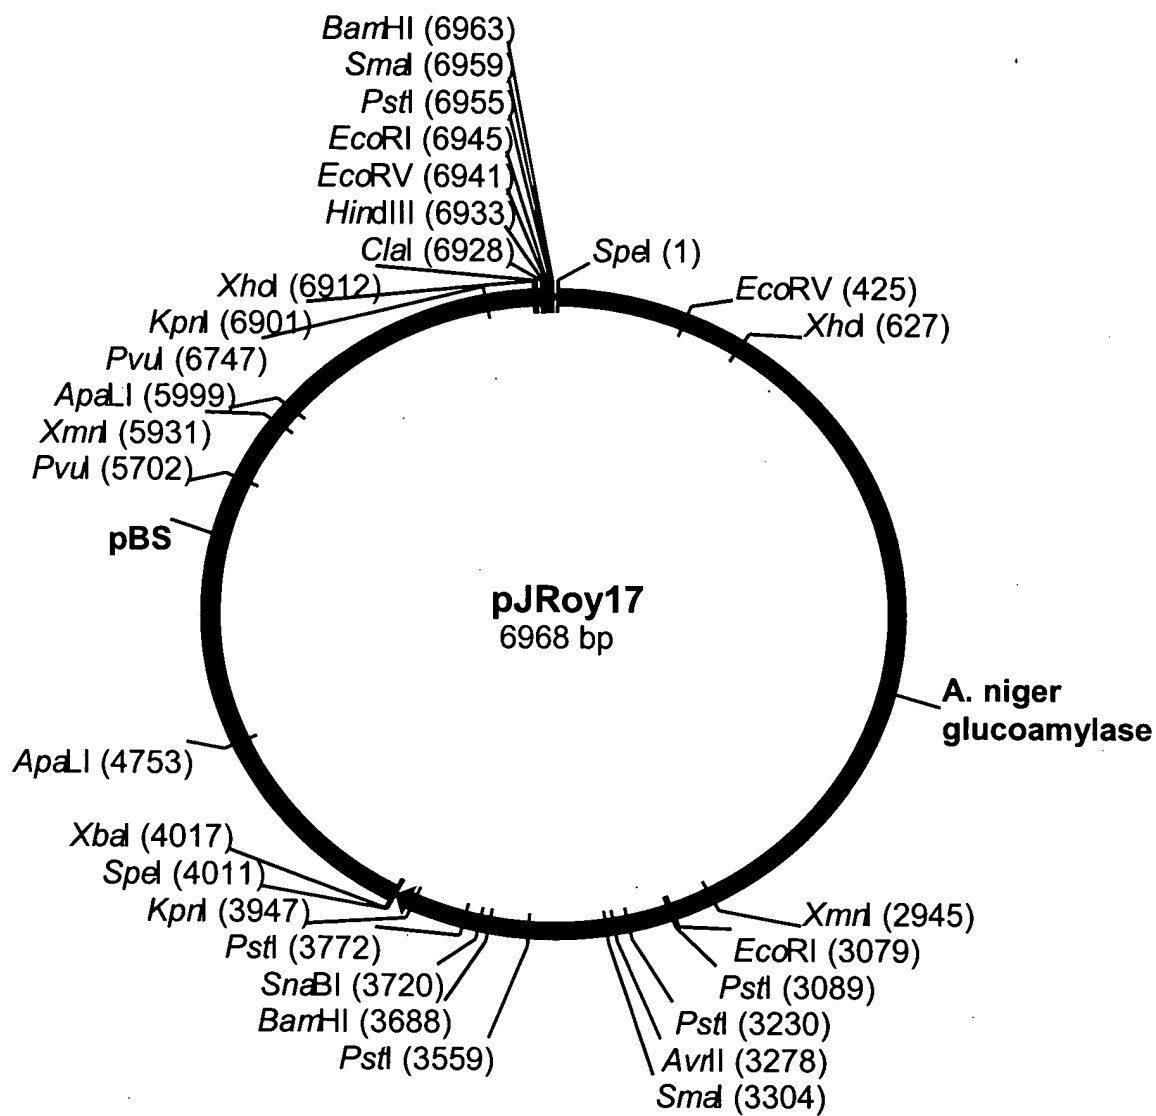 BamHI (6963)
SmaI (6959)
PstI (6955)
EcoRI (6945)
EcoRV (6941)
HindIII (6933)
ClaI (6928)
XhoI (6912)
KpnI (6901)
PvuI (6747)
ApaLI (5999)
XmnI (5931)
PvuI (5702)
pBS
ApaLI (4753)
XbaI (4017)
SpeI (4011)
KpnI (3947)
PstI (3772)
SnaBI (3720)
BamHI (3688)
PstI (3559)
SpeI (1)
EcoRV (425)
XhoI (627)
pJRoy17
6968 bp
A. niger
glucoamylase
XmnI (2945)
EcoRI (3079)
PstI (3089)
PstI (3230)
AvrII (3278)
SmaI (3304)